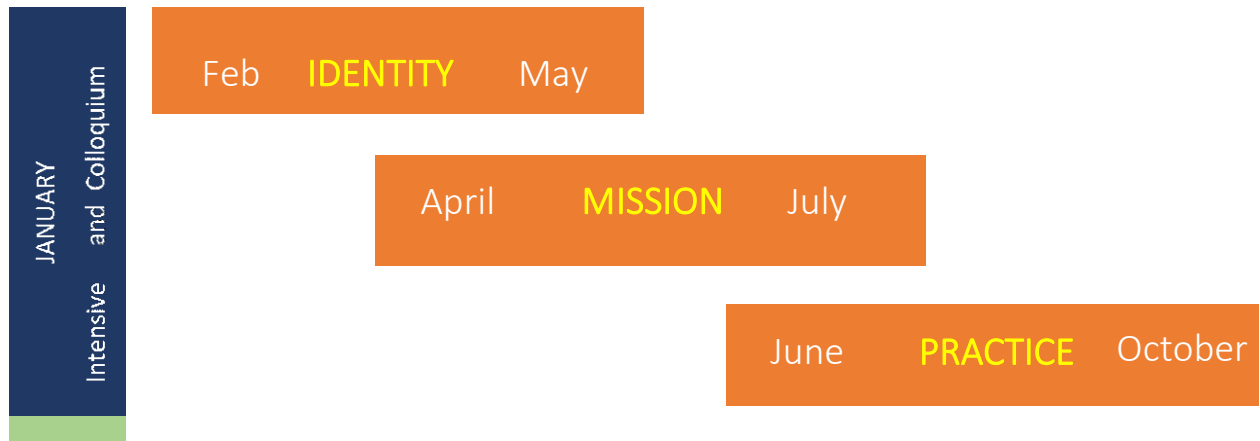 JANUARY
Intensive and Colloquium
Feb IDENTITY May
April MISSION July
June PRACTICE October